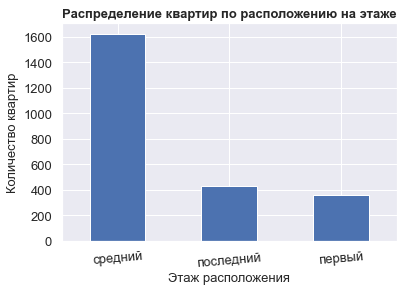 Распределение квартир по расположению на этаже
Количество квартир
1600
1400
1200
1000
800
600
400
200
0
средний последний первый
Этаж расположения